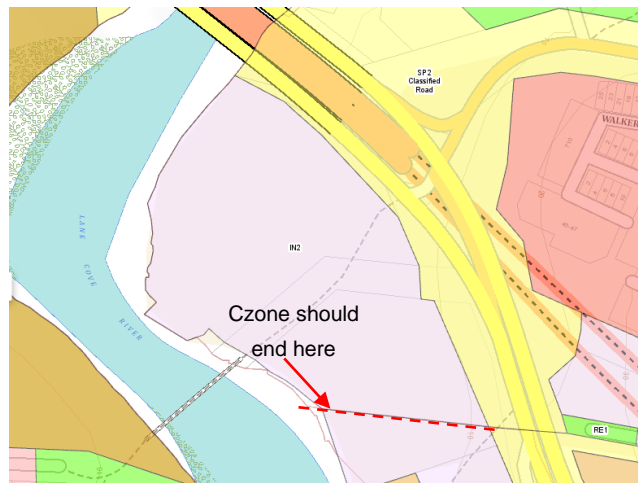 SP2
Classified
Road
WALKER
IN2
LANE
COVE
RIVER
Czone should
end here
RE1